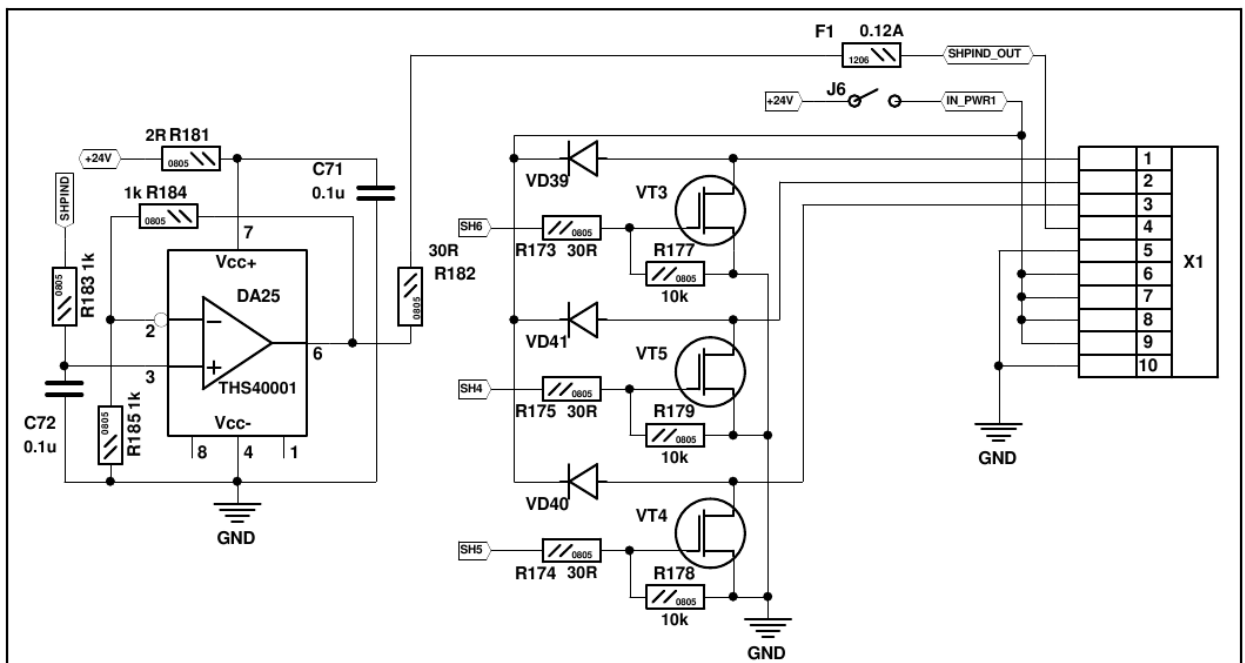 F1 0.12A
1206
SHPIND_OUT
+24V
J6
IN_PWR1
2R R181
+24V
0805
C71
0.1u
SHPIND
1k R184
0805
7
Vcc+
DA25
R183 1k
0805
2
3
6
THS40001
Vcc-
8
4
1
C72
0.1u
R185 1k
0805
GND
30R
R182
0805
VD39
VT3
SH6
0805
R173 30R
R177
0805
10k
VD41
VT5
SH4
0805
R175 30R
R179
0805
10k
VD40
VT4
SH5
0805
R174 30R
R178
0805
10k
GND
1
2
3
4
5
6
7
8
9
10
X1
GND